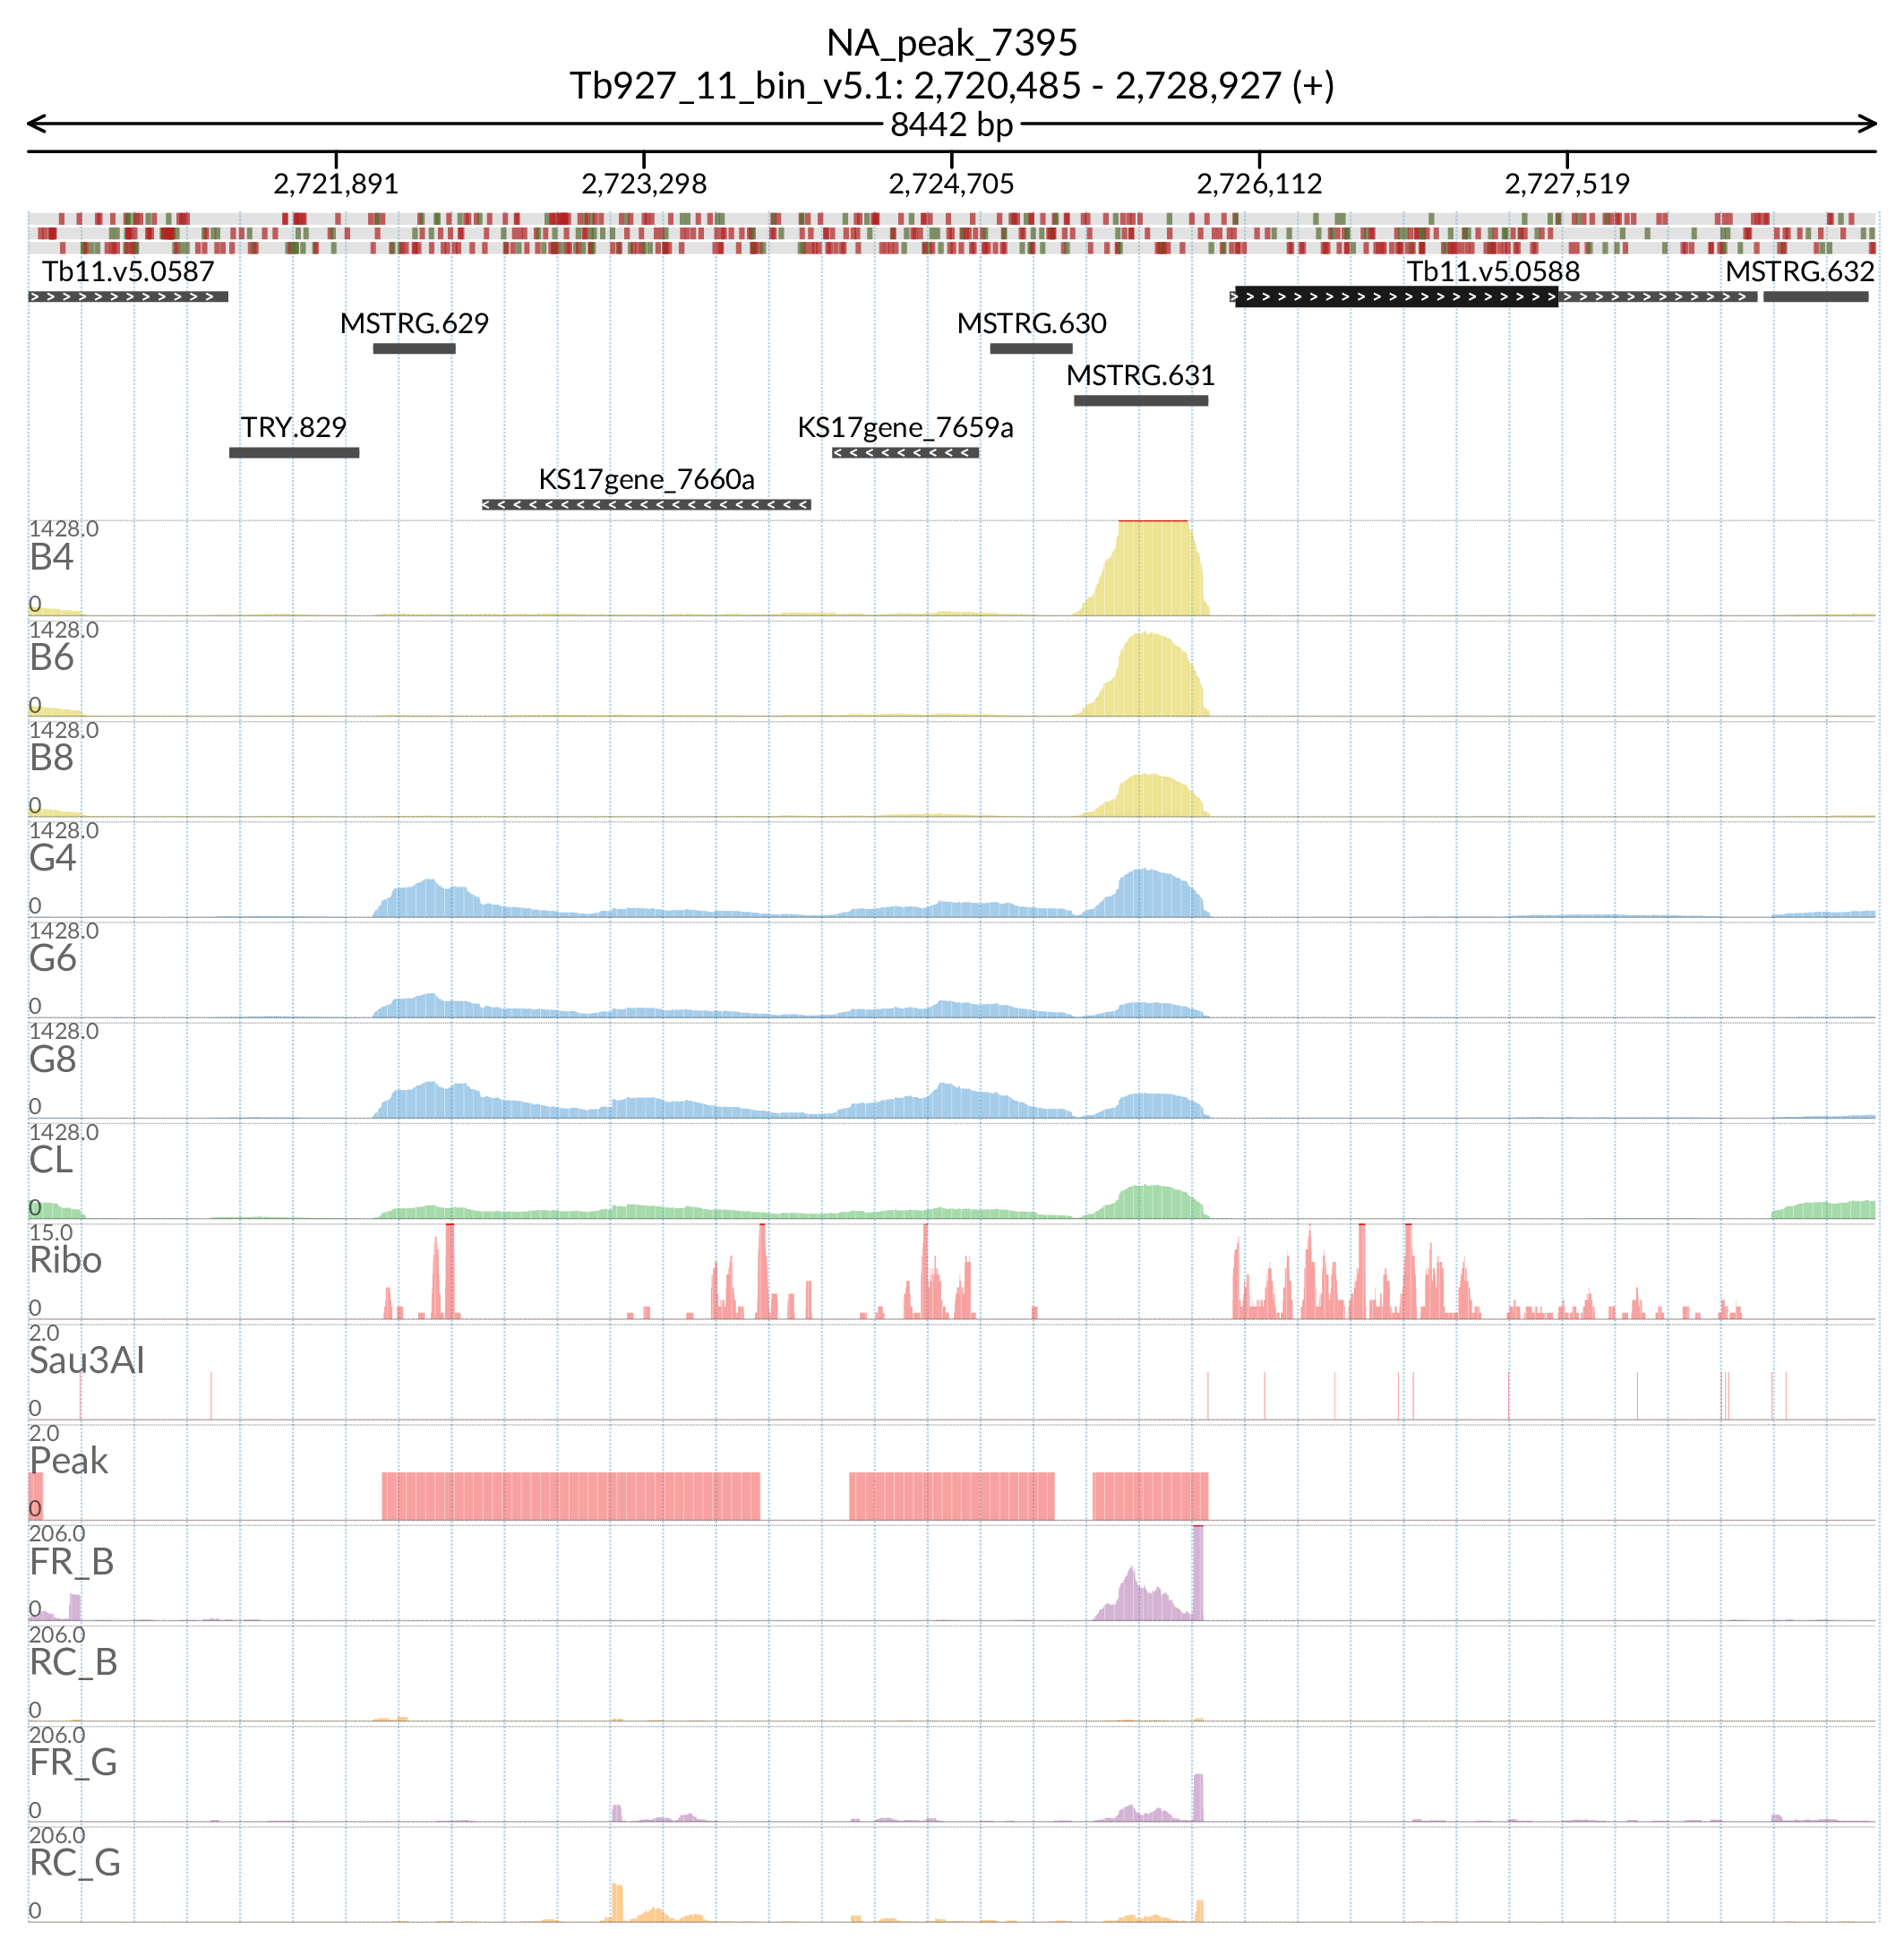 NA_peak_7395
Tb927_11_bin_v5.1: 2,720,485 - 2,728,927 (+)
8442 bp
2,721,891 2,723,298 2,724,705 2,726,112 2,727,519
Tb11.v5.0587 Tb11.v5.0588 MSTRG.632
MSTRG.629 MSTRG.630
MSTRG.631
TRY.829 KS17gene_7659a
KS17gene_7660a
1428.0
B4
0
1428.0
B6
0
1428.0
B8
0
1428.0
G4
0
1428.0
G6
0
1428.0
G8
0
1428.0
CL
0
15.0
Ribo
0
2.0
Sau3AI
0
2.0
Peak
0
206.0
FR_B
0
206.0
RC_B
0
206.0
FR_G
0
206.0
RC_G
0